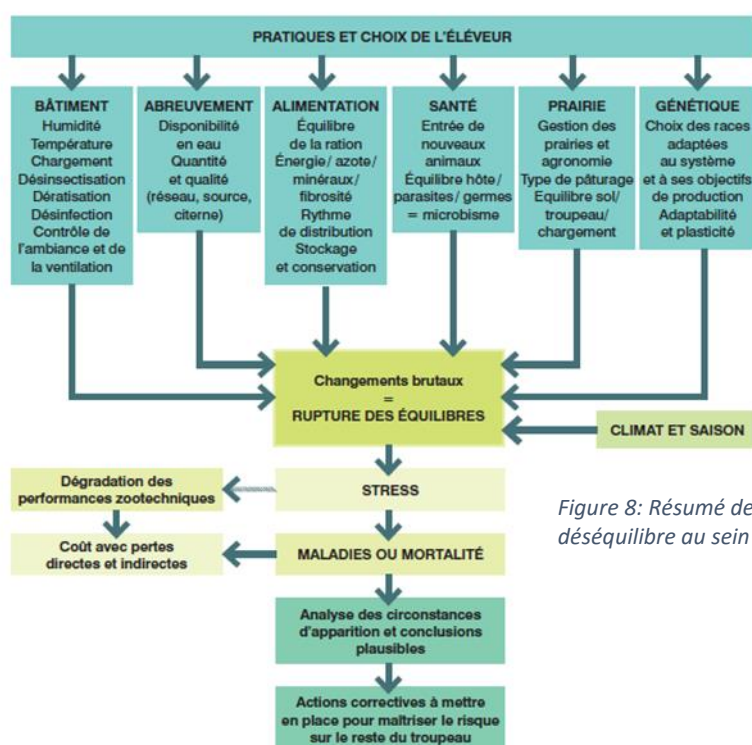 PRATIQUES ET CHOIX DE L'ÉLÉVEUR
BÂTIMENT
Humidité
Température
Chargement
Désinsectisation
Dératisation
Désinfection
Contrôle de
l'ambiance et de
la ventilation
ABREUVEMENT
Disponibilité
en eau
Quantité
et qualité
(réseau, source,
citerne)
ALIMENTATION
Équilibre
de la ration
Énergie/ azote/
minéraux/
fibrosité
Rythme
de distribution
Stockage
et conservation
SANTÉ
Entrée de
nouveaux
animaux
Équilibre hôte/
parasites/ germes
= microbisme
PRAIRIE
Gestion des
prairies et
agronomie
Type de pâturage
Equilibre sol/
troupeau/
chargement
GÉNÉTIQUE
Choix des races
adaptées
au système
et à ses objectifs
de production
Adaptabilité
et plasticité
Changements brutaux
=
RUPTURE DES ÉQUILIBRES
CLIMAT ET SAISON
Dégradation des
performances zootechniques
STRESS
Figure 8: Résumé de
déséquilibre au sein
Coût avec pertes
directes et indirectes
MALADIES OU MORTALITÉ
Analyse des circonstances
d'apparition et conclusions
plausibles
Actions correctives à mettre
en place pour maîtriser le risque
sur le reste du troupeau